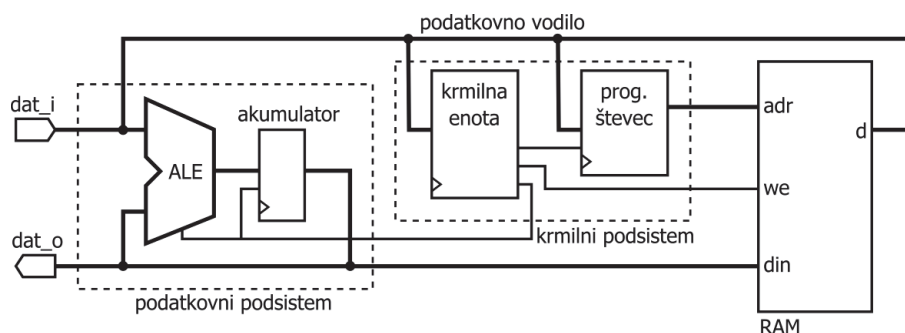 podatkovno vodilo
dat_i
akumulator
ALE
krmilna
enota
prog.
števec
adr
d
we
dat_o
krmilni podsistem
din
podatkovni podsistem
RAM